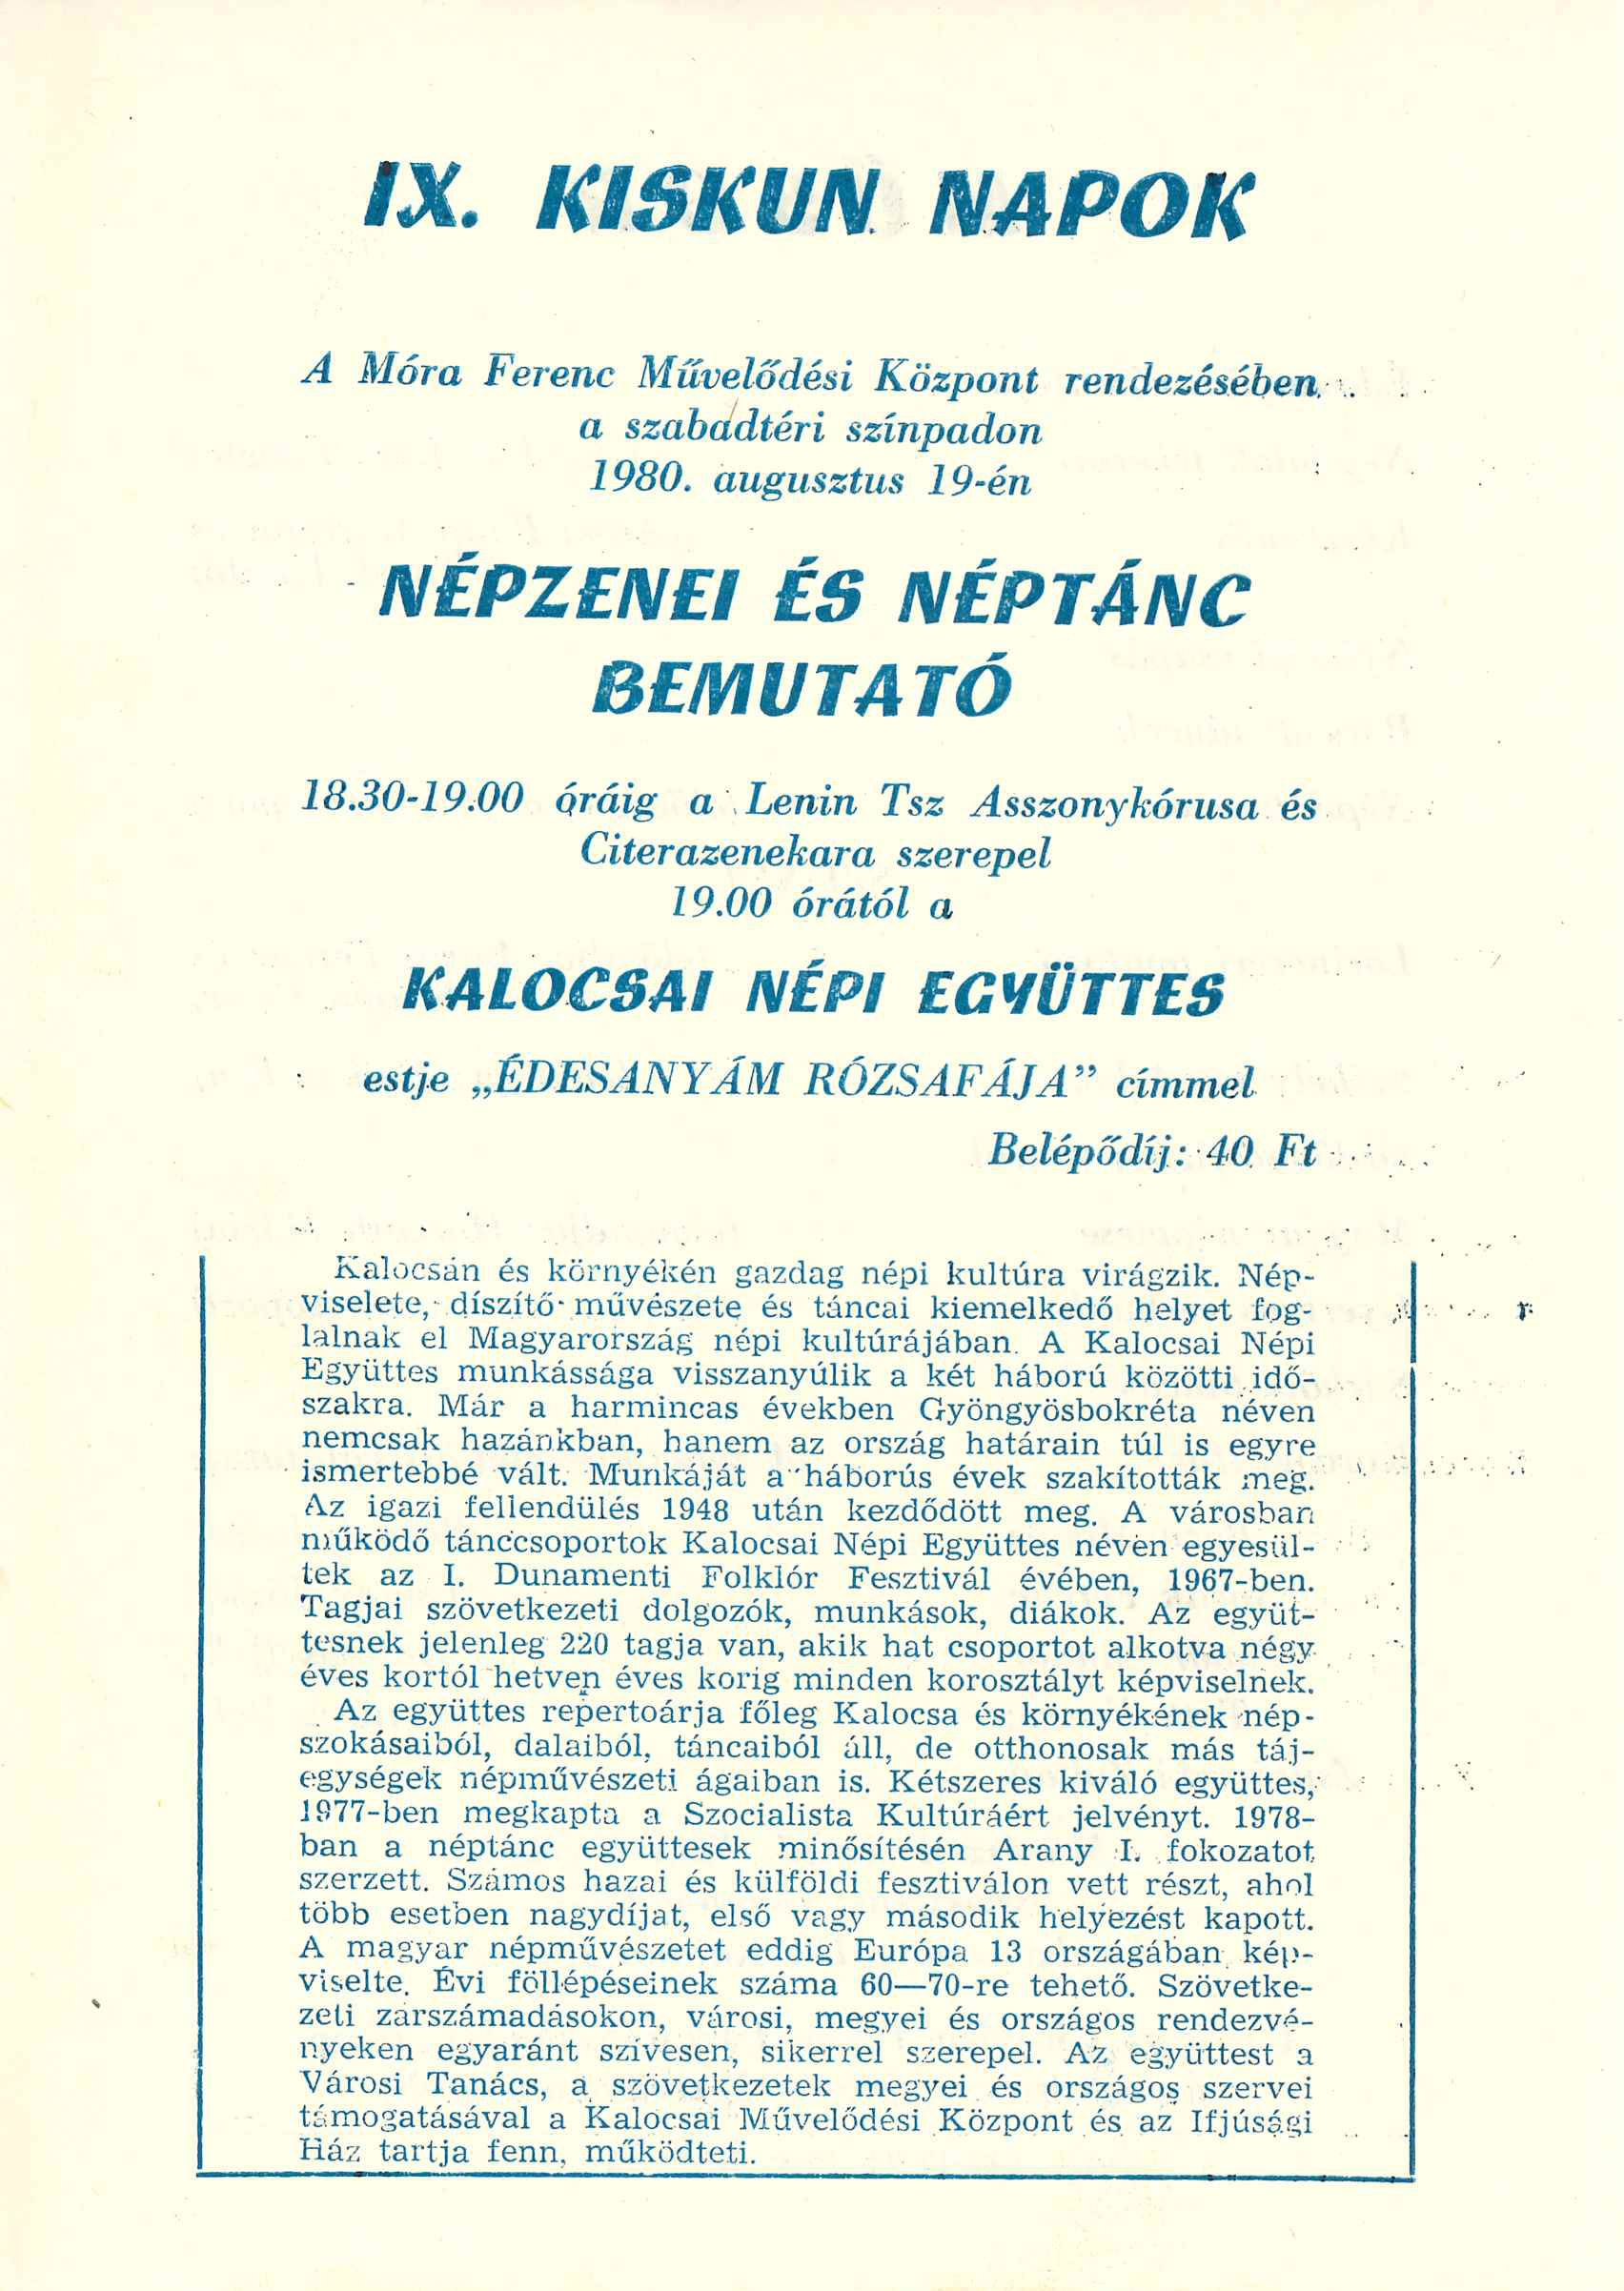 IX. KISKUN NAPOK
A Móra Ferenc Művelődési Központ rendezésében
a szabadtéri színpadon
1980. augusztus 19-én
NÉPZENEI ÉS NÉPTÁNC
BEMUTATÓ
18.30-19.00 óráig a Lenin Tsz Asszonykórusa és
Citerazenekara szerepel
19.00 órától a
KALOCSAI NÉPI EGYÜTTES
estje „ÉDESANYÁM RÓZSAFÁJA” címmel
Belépődíj: 40 Ft
Kalocsán és környékén gazdag népi kultúra virágzik. Nép-
viselete, díszítő művészete és táncai kiemelkedő helyet fog-
lalnak el Magyarország népi kultúrájában. A Kalocsai Népi
Együttes munkássága visszanyúlik a két háború közötti idő-
szakra. Már a harmincas években Gyöngyösbokréta néven
nemcsak hazánkban, hanem az ország határain túl is egyre
ismertebbé vált. Munkáját a háborús évek szakították meg.
Az igazi fellendülés 1948 után kezdődött meg. A városban
működő tánccsoportok Kalocsai Népi Együttes néven egyesül-
tek az I. Dunamenti Folklór Fesztivál évében, 1967-ben.
Tagjai szövetkezeti dolgozók, munkások, diákok. Az együt-
tesnek jelenleg 220 tagja van, akik hat csoportot alkotva négy
éves kortól hetven éves korig minden korosztályt képviselnek.
Az együttes repertoárja főleg Kalocsa és környékének nép-
szokásaiból, dalaiból, táncaiból áll, de otthonosak más táj-
egységek népművészeti ágaiban is. Kétszeres kiváló együttes,
1977-ben megkapta a Szocialista Kultúráért jelvényt. 1978-
ban a néptánc együttesek minősítésén Arany I. fokozatot
szerzett. Számos hazai és külföldi fesztiválon vett részt, ahol
több esetben nagydíjat, első vagy második helyezést kapott.
A magyar népművészetet eddig Európa 13 országában kép-
viselte. Évi föllépéseinek száma 60—70-re tehető. Szövetke-
zeti zárszámadásokon, városi, megyei és országos rendezvé-
nyeken egyaránt szívesen, sikerrel szerepel. Az együttest a
Városi Tanács, a szövetkezetek megyei és országos szervei
támogatásával a Kalocsai Művelődési Központ és az Ifjúsági
Ház tartja fenn, működteti.